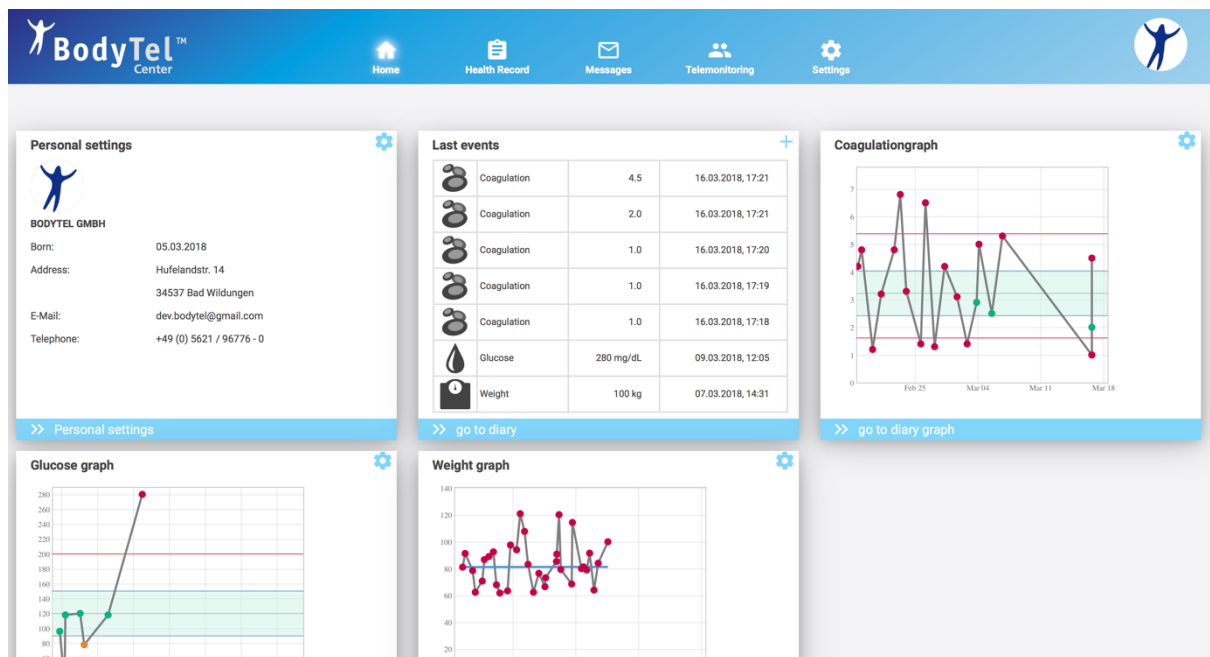 BodyTel™
Center
Home
Health Record
Messages
Telemonitoring
Settings
Personal settings
BODYTEL GMBH
Born: 05.03.2018
Address: Hufelandstr. 14
34537 Bad Wildungen
E-Mail: dev.bodytel@gmail.com
Telephone: +49 (0) 5621 / 96776 - 0
>> Personal settings
Last events
Coagulation 4.5 16.03.2018, 17:21
Coagulation 2.0 16.03.2018, 17:21
Coagulation 1.0 16.03.2018, 17:20
Coagulation 1.0 16.03.2018, 17:19
Coagulation 1.0 16.03.2018, 17:18
Glucose 280 mg/dL 09.03.2018, 12:05
Weight 100 kg 07.03.2018, 14:31
>> go to diary
Coagulationgraph
7
6
5
4
3
2
1
0
Feb 25 Mar 04 Mar 11 Mar 18
>> go to diary graph
Glucose graph
280
260
240
220
200
180
160
140
120
100
80
Weight graph
140
120
100
80
60
40
20